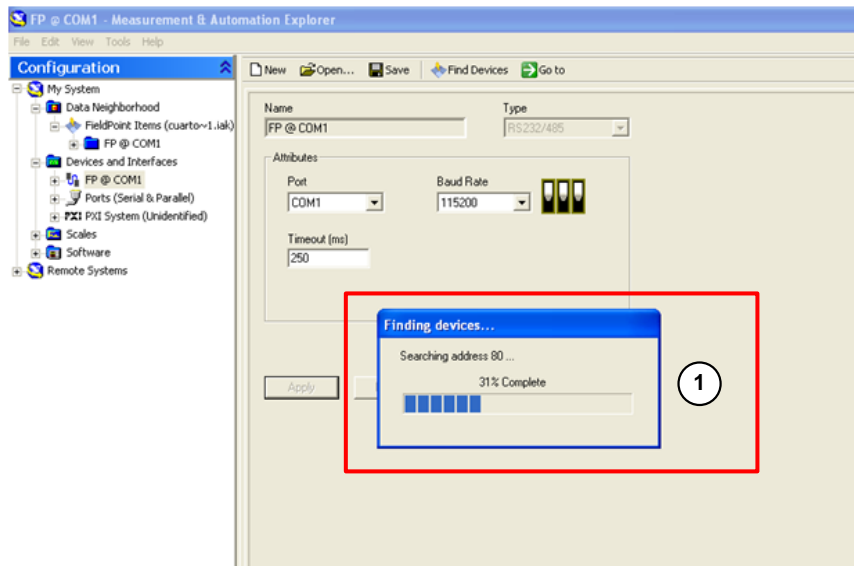 FP @ COM1 - Measurement & Automation Explorer
File Edit View Tools Help
Configuration
New Open... Save Find Devices Go to
My System
Data Neighborhood
FieldPoint Items (cuarto~1.iak)
FP @ COM1
Devices and Interfaces
FP @ COM1
Ports (Serial & Parallel)
PXI PXI System (Unidentified)
Scales
Software
Remote Systems
Name
Type
FP @ COM1
RS232/485
Attributes
Port
Baud Rate
COM1
115200
Timeout (ms)
250
Finding devices...
Searching address 80 ...
31% Complete
Apply
1